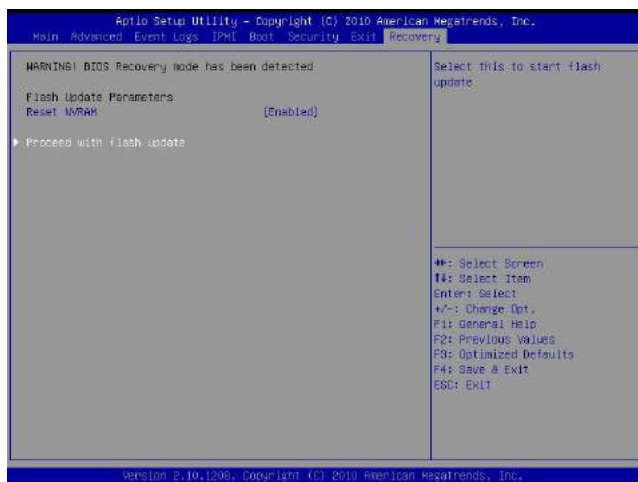 Aptio Setup Utility - Copyright (C) 2010 American Megatrends, Inc.
Main Advanced Event Logs IPMI Boot Security Exit Recovery
WARNING! BIOS Recovery mode has been detected
Flash Update Parameters
Reset NVRAM [Enabled]
Proceed with flash update
Select this to start flash
update
↔: Select Screen
↑↓: Select Item
Enter: Select
+/-: Change Opt.
F1: General Help
F2: Previous Values
F3: Optimized Defaults
F4: Save & Exit
ESC: Exit
Version 2.10.1208. Copyright (C) 2010 American Megatrends, Inc.